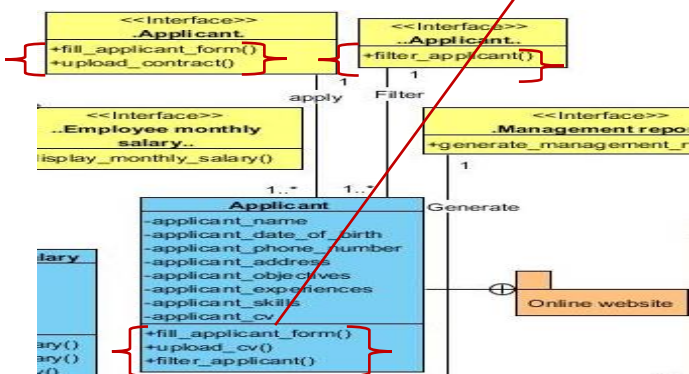 <<Interface>>
.Applicant.
+fill_applicant_form()
+upload_contract()
<<Interface>>
..Applicant..
+filter_applicant()
1
1
apply
Filter
<<Interface>>
..Employee monthly
salary..
display_monthly_salary()
<<Interface>>
.Management repo
+generate_management_r
1
1..*
1..*
Generate
Applicant
-applicant_name
-applicant_date_of_birth
-applicant_phone_number
-applicant_address
-applicant_objectives
-applicant_experiences
-applicant_skills
-applicant_cv
+fill_applicant_form()
+upload_cv()
+filter_applicant()
lary
ary()
ary()
Online website